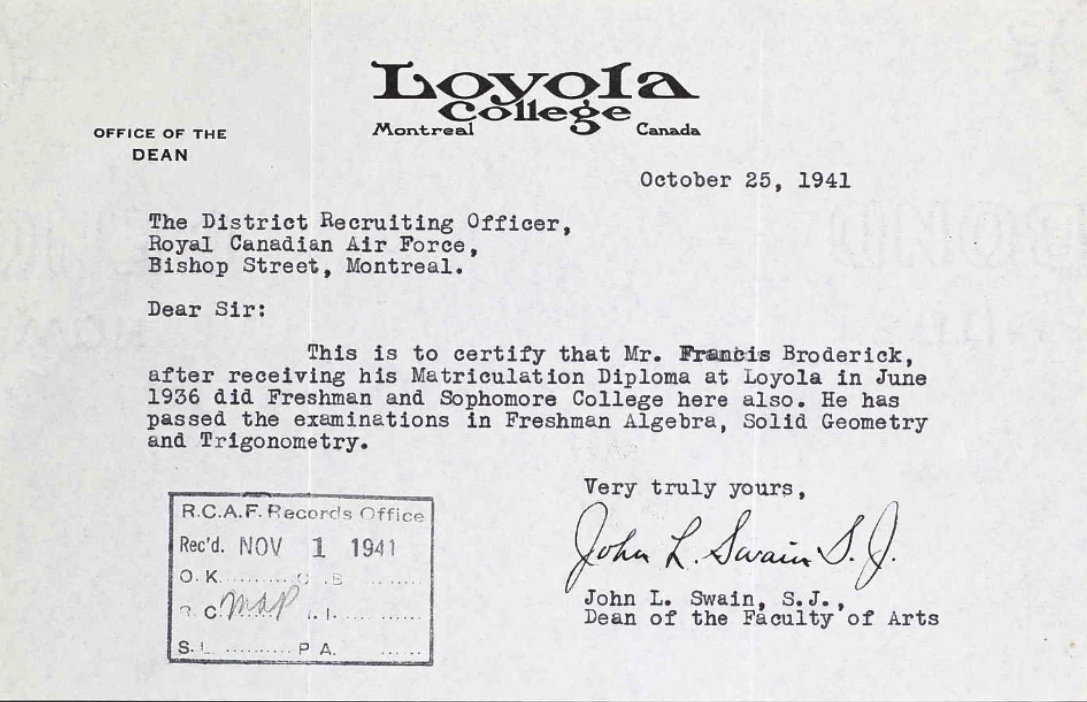 Loyola
College
Montreal Canada
OFFICE OF THE
DEAN
October 25, 1941
The District Recruiting Officer,
Royal Canadian Air Force,
Bishop Street, Montreal.
Dear Sir:
This is to certify that Mr. Francis Broderick,
after receiving his Matriculation Diploma at Loyola in June
1936 did Freshman and Sophomore College here also. He has
passed the examinations in Freshman Algebra, Solid Geometry
and Trigonometry.
Very truly yours,
John L. Swain S.J.
John L. Swain, S.J.,
Dean of the Faculty of Arts
R.C.A.F. Records Office
Rec'd. NOV 1 1941
O. K.
P. A.